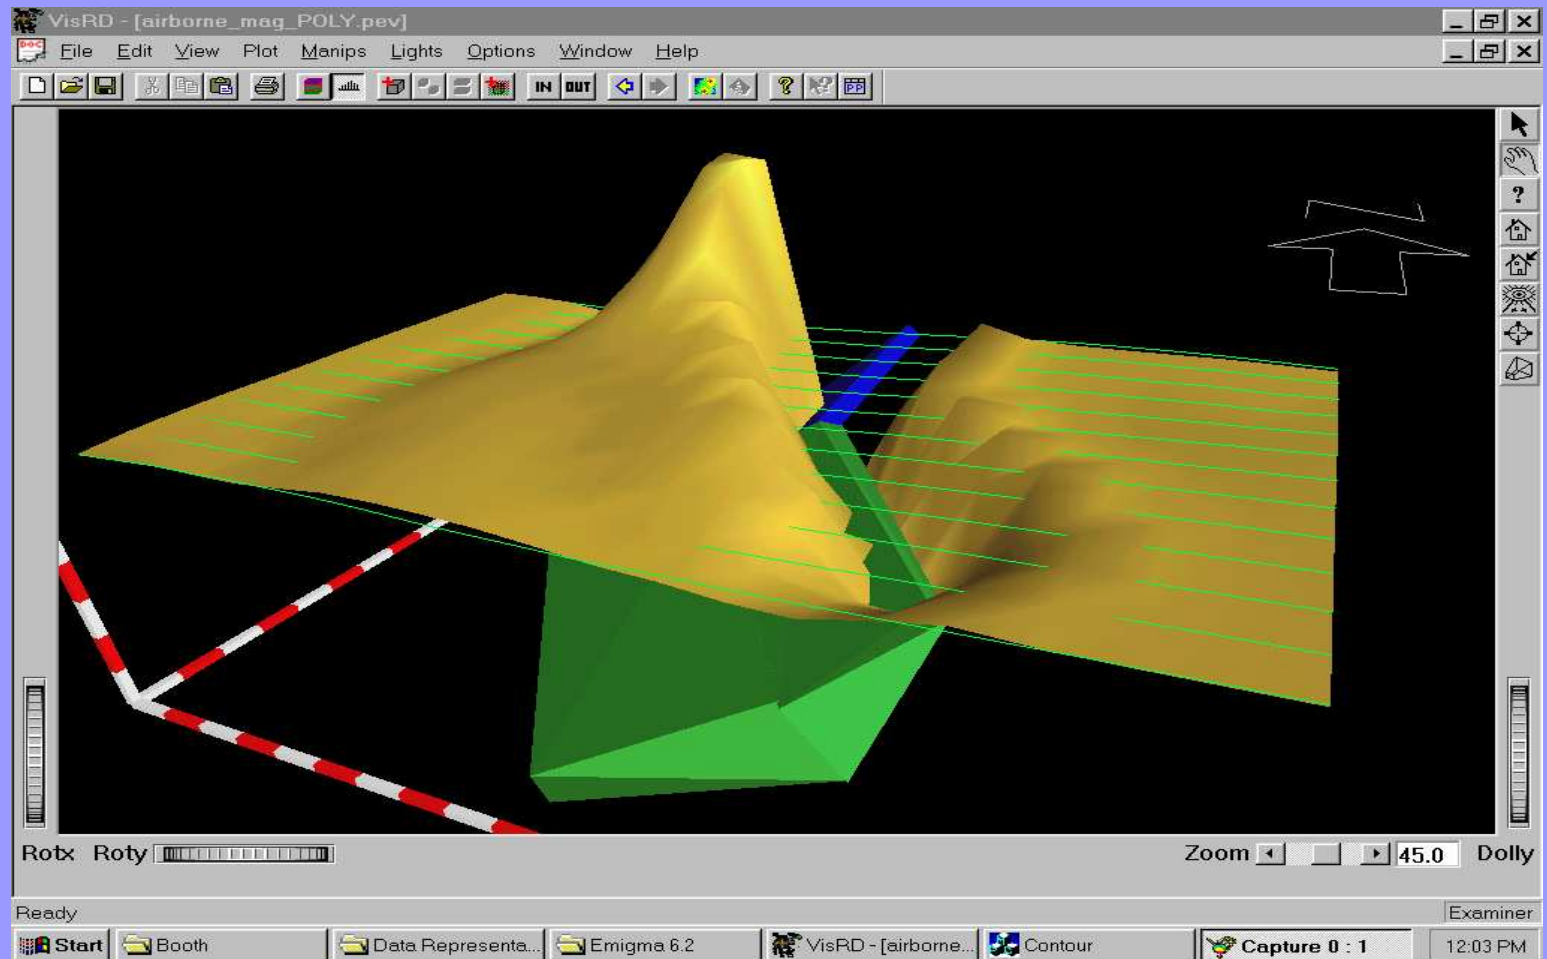 VisRD - [airborne_mag_POLY.pev]
DOC File Edit View Plot Manips Lights Options Window Help
IN OUT ? ? PP
?
Rotx Roty Zoom 45.0 Dolly
Ready Examiner
Start Booth Data Representa... Emigma 6.2 VisRD - [airborne... Contour Capture 0 : 1 12:03 PM